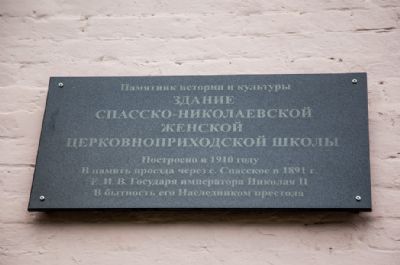 Памятник истории и культуры
ЗДАНИЕ
СПАССКО-НИКОЛАЕВСКОЙ
ЖЕНСКОЙ
ЦЕРКОВНОПРИХОДСКОЙ ШКОЛЫ
Построено в 1910 году
В память проезда через с. Спасское в 1891 г.
Е. И. В. Государя императора Николая II
В бытность его Наследником престола